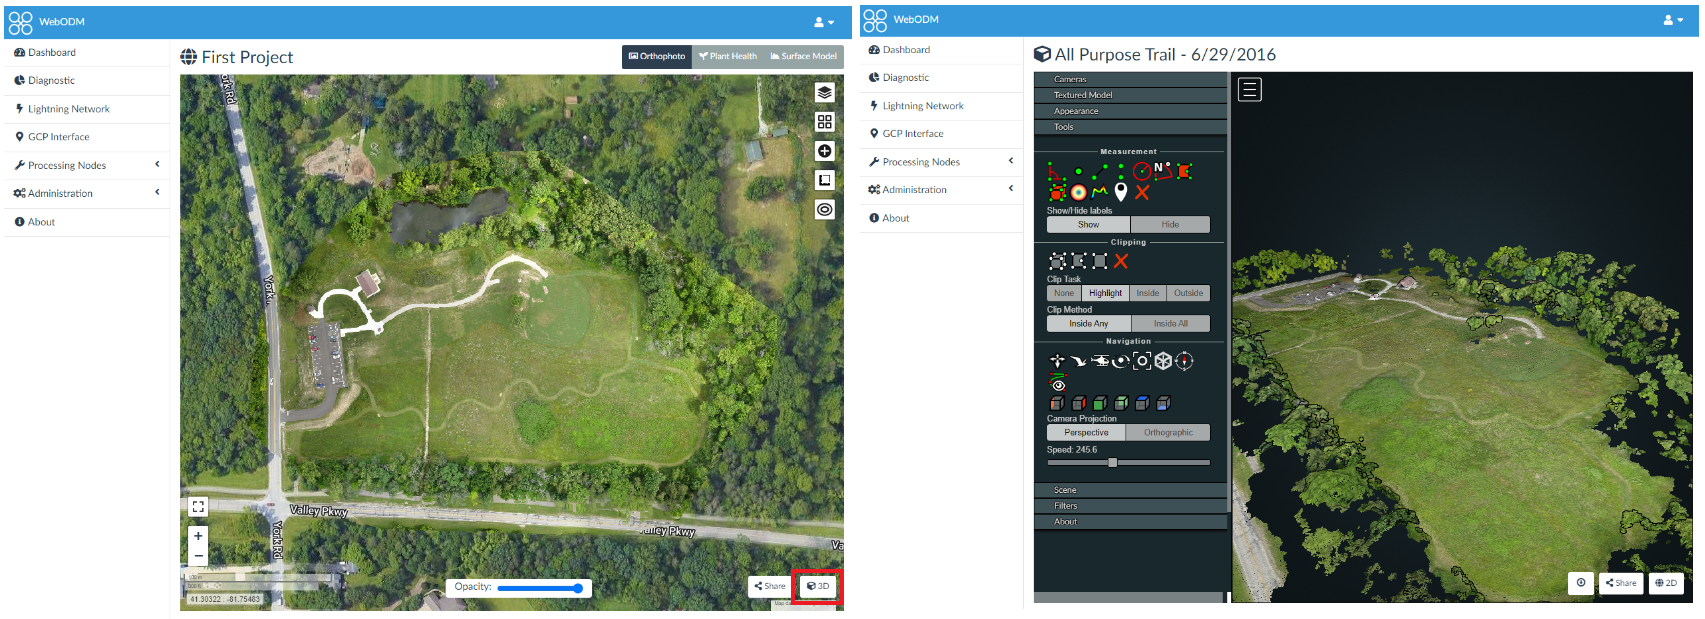 WebODM
Dashboard
Diagnostic
Lightning Network
GCP Interface
Processing Nodes
Administration
About
First Project
Orthophoto
Plant Health
Surface Model
York Rd
York
Valley Pkwy
Valley Pkwy
Va
York Rd
+
−
41.30322 -81.75483
Opacity:
Share
3D
WebODM
Dashboard
Diagnostic
Lightning Network
GCP Interface
Processing Nodes
Administration
About
All Purpose Trail - 6/29/2016
Cameras
Textured Model
Appearance
Tools
Measurement
N
Show/Hide labels
Show Hide
Clipping
Clip Task
None Highlight Inside Outside
Clip Method
Inside Any Inside All
Navigation
Camera Projection
Perspective Orthographic
Speed: 245.6
Scene
Filters
About
Share
2D